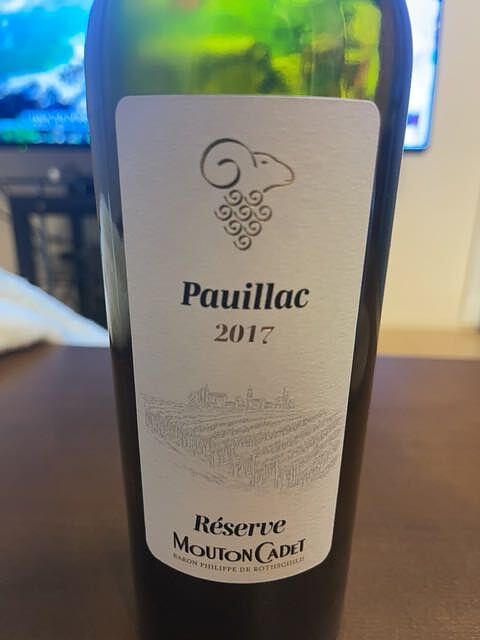 Pauillac
2017
Réserve
MOUTON CADET
BARON PHILIPPE DE ROTHSCHILD